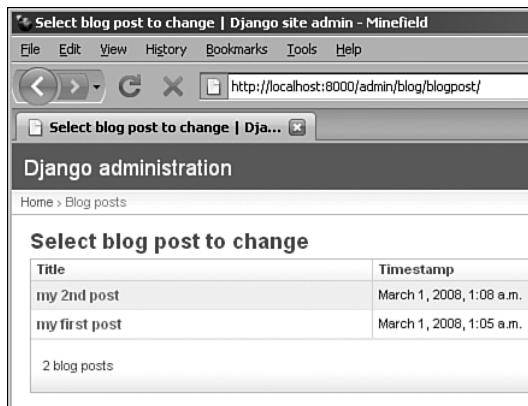 Select blog post to change | Django site admin - Minefield
File Edit View History Bookmarks Tools Help
http://localhost:8000/admin/blog/blogpost/
Select blog post to change | Dja...
Django administration
Home › Blog posts
Select blog post to change
Title Timestamp
my 2nd post March 1, 2008, 1:08 a.m.
my first post March 1, 2008, 1:05 a.m.
2 blog posts